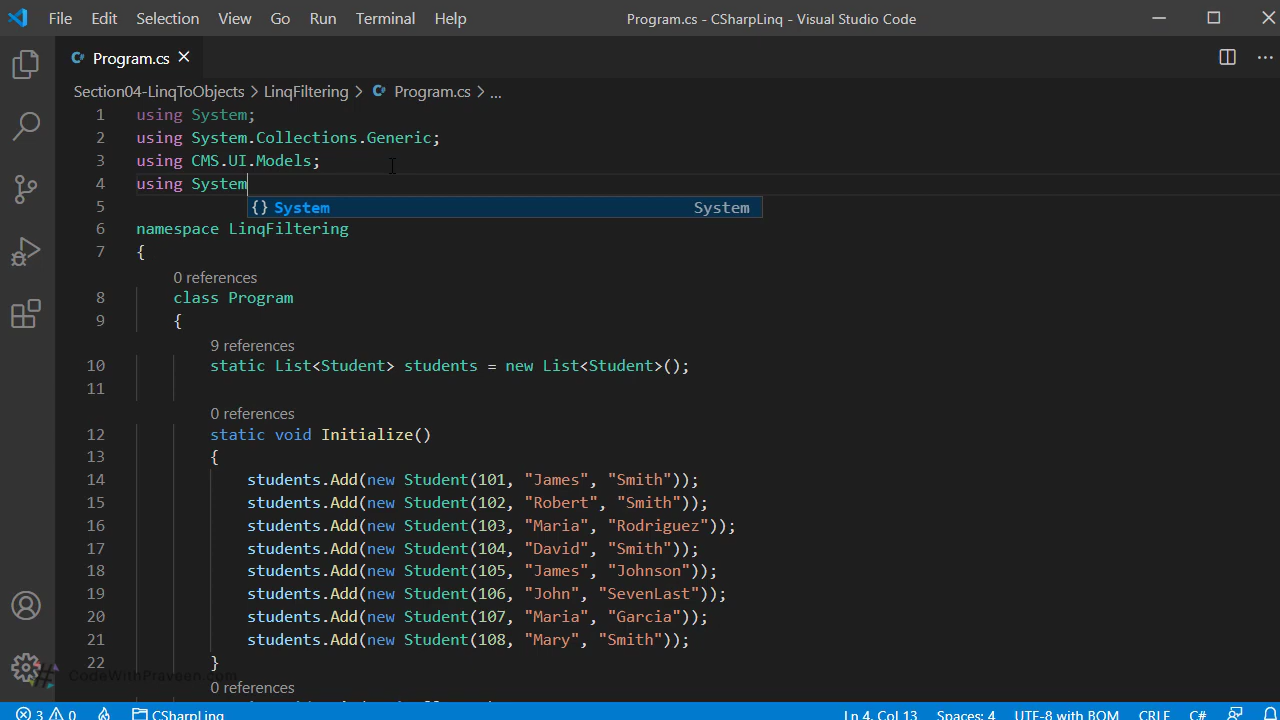 File Edit Selection View Go Run Terminal Help Program.cs - CSharpLinq - Visual Studio Code
C# Program.cs
Section04-LinqToObjects > LinqFiltering > C# Program.cs > ...
1 using System;
2 using System.Collections.Generic;
3 using CMS.UI.Models;
4 using System
{} System System
5
6 namespace LinqFiltering
7 {
0 references
8 class Program
9 {
9 references
10 static List<Student> students = new List<Student>();
11
0 references
12 static void Initialize()
13 {
14 students.Add(new Student(101, "James", "Smith"));
15 students.Add(new Student(102, "Robert", "Smith"));
16 students.Add(new Student(103, "Maria", "Rodriguez"));
17 students.Add(new Student(104, "David", "Smith"));
18 students.Add(new Student(105, "James", "Johnson"));
19 students.Add(new Student(106, "John", "SevenLast"));
20 students.Add(new Student(107, "Maria", "Garcia"));
21 students.Add(new Student(108, "Mary", "Smith"));
22 }
CodeWithPraveen.com
0 references
3 0 CSharpLinq Ln 4, Col 13 Spaces: 4 UTF-8 with BOM CRLF C#